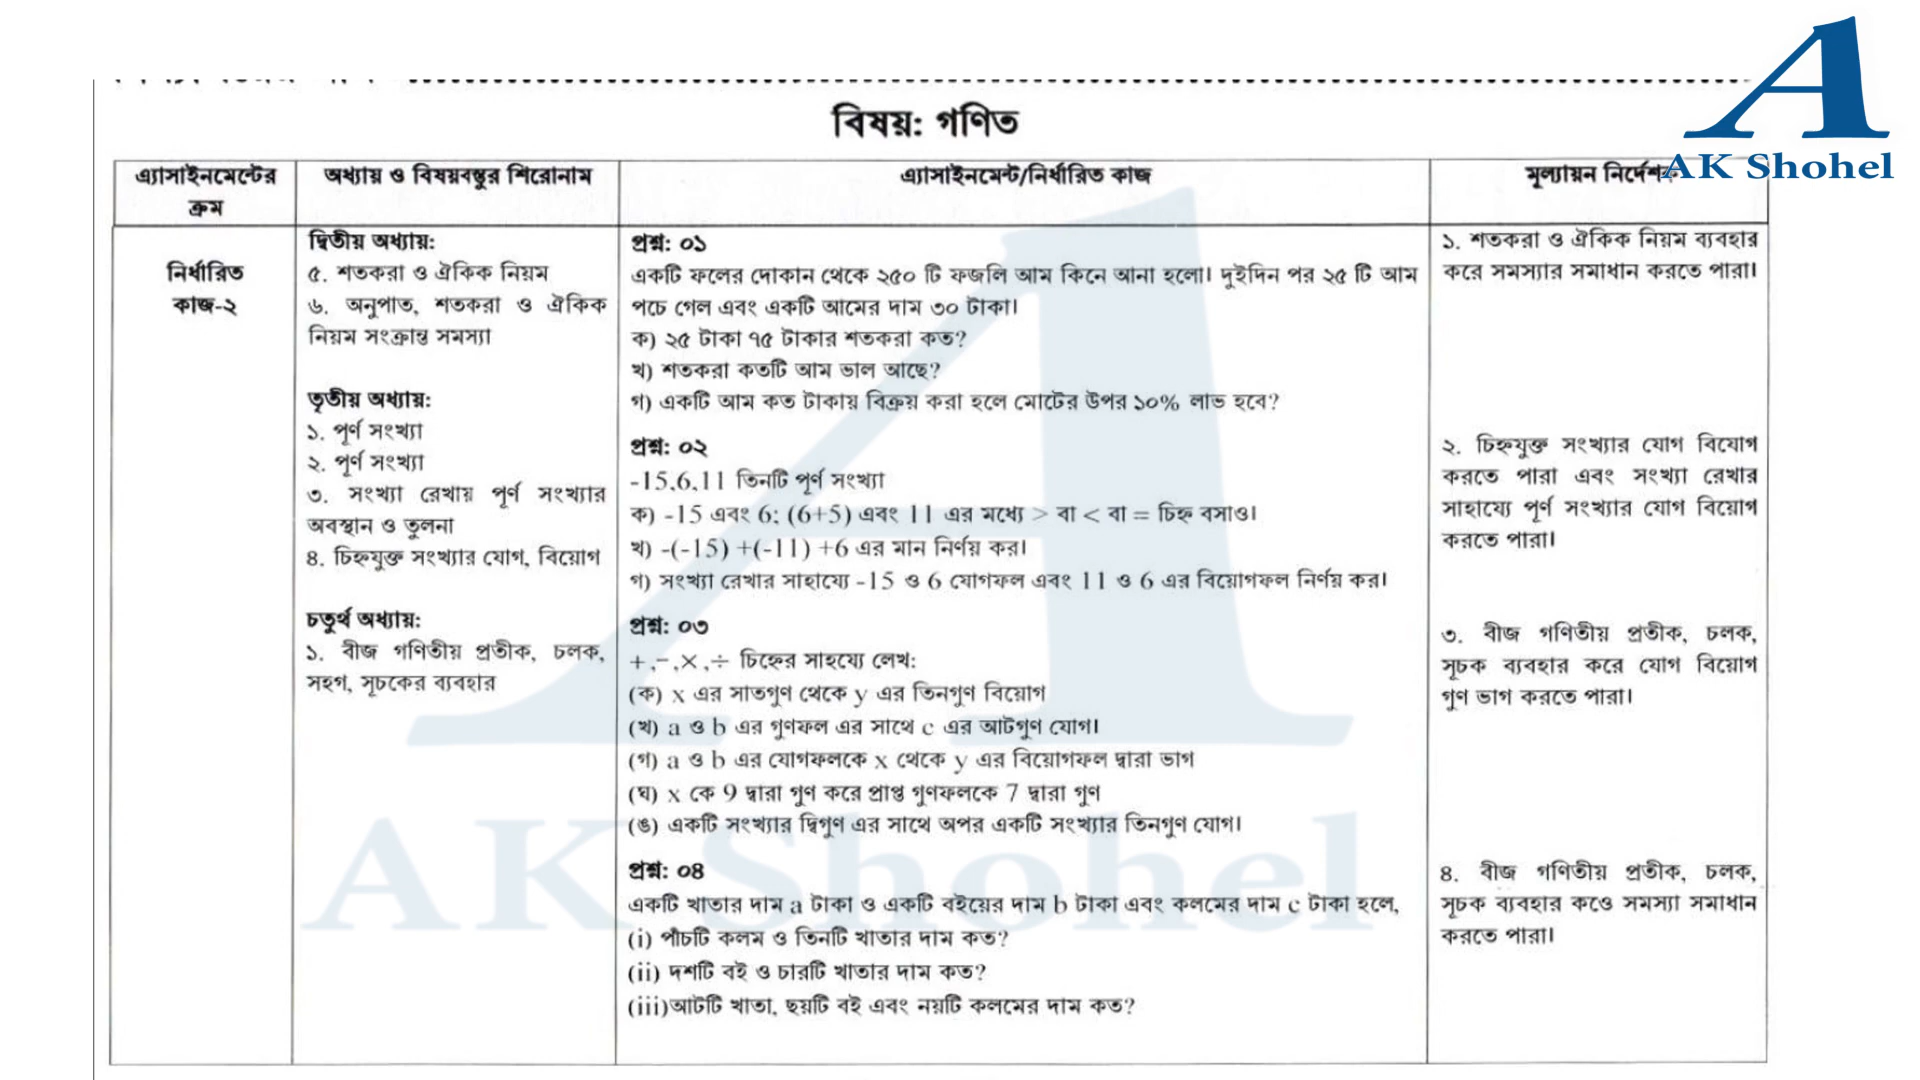 বিষয়: গণিত
AK Shohel
এ্যাসাইনমেন্টের
ক্রম
অধ্যায় ও বিষয়বস্তুর শিরোনাম
এ্যাসাইনমেন্ট/নির্ধারিত কাজ
মূল্যায়ন নির্দেশক
নির্ধারিত
কাজ-২
দ্বিতীয় অধ্যায়:
৫. শতকরা ও ঐকিক নিয়ম
৬. অনুপাত, শতকরা ও ঐকিক
নিয়ম সংক্রান্ত সমস্যা
তৃতীয় অধ্যায়:
১. পূর্ণ সংখ্যা
২. পূর্ণ সংখ্যা
৩. সংখ্যা রেখায় পূর্ণ সংখ্যার
অবস্থান ও তুলনা
৪. চিহ্নযুক্ত সংখ্যার যোগ, বিয়োগ
চতুর্থ অধ্যায়:
১. বীজ গণিতীয় প্রতীক, চলক,
সহগ, সূচকের ব্যবহার
প্রশ্ন: ০১
একটি ফলের দোকান থেকে ২৫০ টি ফজলি আম কিনে আনা হলো। দুইদিন পর ২৫ টি আম
পচে গেল এবং একটি আমের দাম ৩০ টাকা।
ক) ২৫ টাকা ৭৫ টাকার শতকরা কত?
খ) শতকরা কতটি আম ভাল আছে?
গ) একটি আম কত টাকায় বিক্রয় করা হলে মোটের উপর ১০% লাভ হবে?
প্রশ্ন: ০২
-15,6,11 তিনটি পূর্ণ সংখ্যা
ক) -15 এবং 6; (6+5) এবং 11 এর মধ্যে > বা < বা = চিহ্ন বসাও।
খ) -(-15) +(-11) +6 এর মান নির্ণয় কর।
গ) সংখ্যা রেখার সাহায্যে -15 ও 6 যোগফল এবং 11 ও 6 এর বিয়োগফল নির্ণয় কর।
প্রশ্ন: ০৩
+,-,×,÷ চিহ্নের সাহয্যে লেখ:
(ক) x এর সাতগুণ থেকে y এর তিনগুণ বিয়োগ
(খ) a ও b এর গুণফল এর সাথে c এর আটগুণ যোগ।
(গ) a ও b এর যোগফলকে x থেকে y এর বিয়োগফল দ্বারা ভাগ
(ঘ) x কে 9 দ্বারা গুণ করে প্রাপ্ত গুণফলকে 7 দ্বারা গুণ
(ঙ) একটি সংখ্যার দ্বিগুণ এর সাথে অপর একটি সংখ্যার তিনগুণ যোগ।
প্রশ্ন: ০৪
একটি খাতার দাম a টাকা ও একটি বইয়ের দাম b টাকা এবং কলমের দাম c টাকা হলে,
(i) পাঁচটি কলম ও তিনটি খাতার দাম কত?
(ii) দশটি বই ও চারটি খাতার দাম কত?
(iii)আটটি খাতা, ছয়টি বই এবং নয়টি কলমের দাম কত?
১. শতকরা ও ঐকিক নিয়ম ব্যবহার
করে সমস্যার সমাধান করতে পারা।
২. চিহ্নযুক্ত সংখ্যার যোগ বিযোগ
করতে পারা এবং সংখ্যা রেখার
সাহায্যে পূর্ণ সংখ্যার যোগ বিয়োগ
করতে পারা।
৩. বীজ গণিতীয় প্রতীক, চলক,
সূচক ব্যবহার করে যোগ বিয়োগ
গুণ ভাগ করতে পারা।
৪. বীজ গণিতীয় প্রতীক, চলক,
সূচক ব্যবহার কওে সমস্যা সমাধান
করতে পারা।
AK Shohel